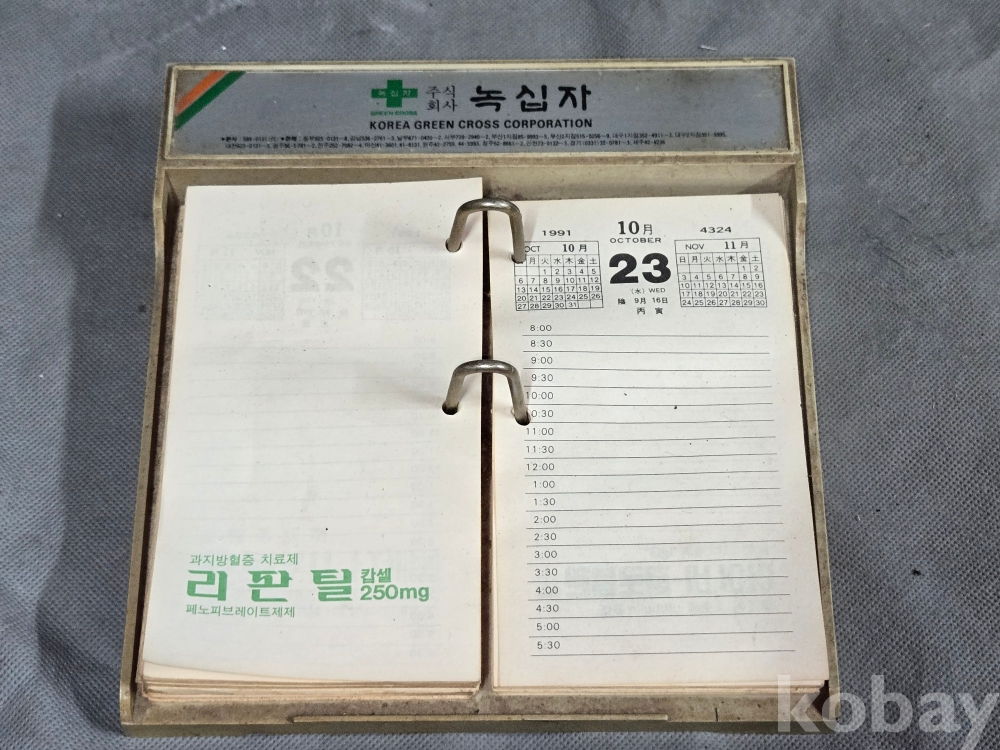 녹십자
GREEN CROSS
주식
회사
녹십자
KOREA GREEN CROSS CORPORATION
1991 10月 4324
OCTOBER
OCT 10月
日 月 火 水 木 金 土
1 2 3 4 5
6 7 8 9 10 11 12
13 14 15 16 17 18 19
20 21 22 23 24 25 26
27 28 29 30 31
23
(水) WED
陰 9月 16日
丙 寅
NOV 11月
日 月 火 水 木 金 土
1 2
3 4 5 6 7 8 9
10 11 12 13 14 15 16
17 18 19 20 21 22 23
24 25 26 27 28 29 30
8:00
8:30
9:00
9:30
10:00
10:30
11:00
11:30
12:00
1:00
1:30
2:00
2:30
3:00
3:30
4:00
4:30
5:00
5:30
과지방혈증 치료제
리판틸 캅셀
250mg
페노피브레이트제제
kobay